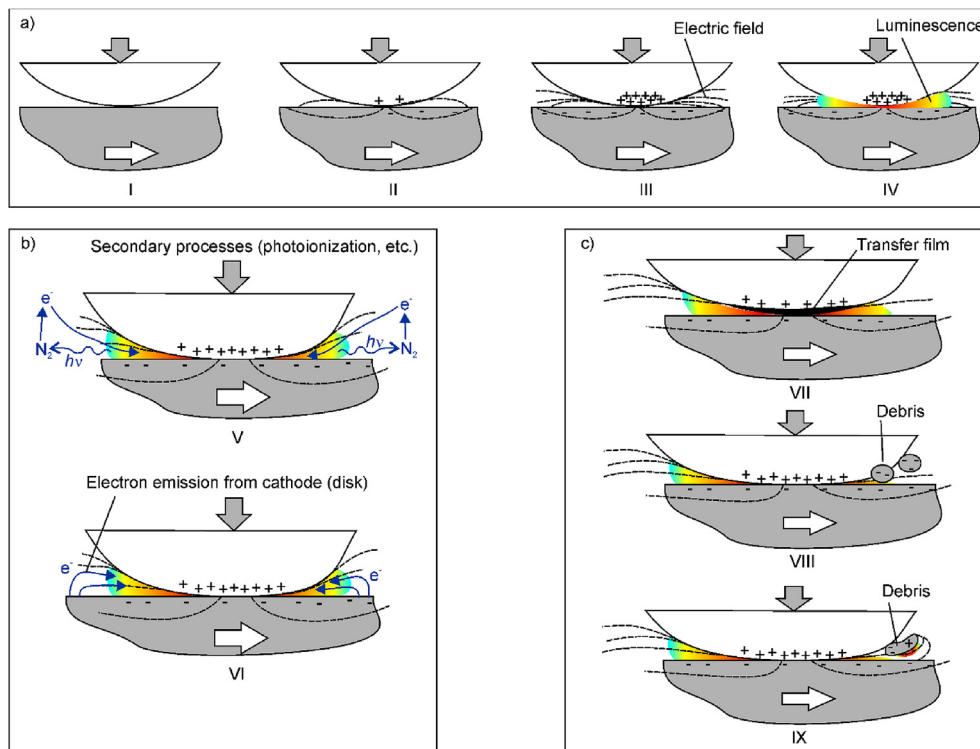 a)
Electric field
Luminescence
+ +
+++++
++++
- - - -
I
II
III
IV
b)
Secondary processes (photoionization, etc.)
e-
e-
N2
hν
hν
N2
+ + + + + + + +
V
Electron emission from cathode (disk)
e-
e-
+ + + + + + + +
VI
c)
Transfer film
+ + + + + + +
VII
Debris
+ + + + + + + + +
VIII
Debris
+ + + + + + + + +
IX